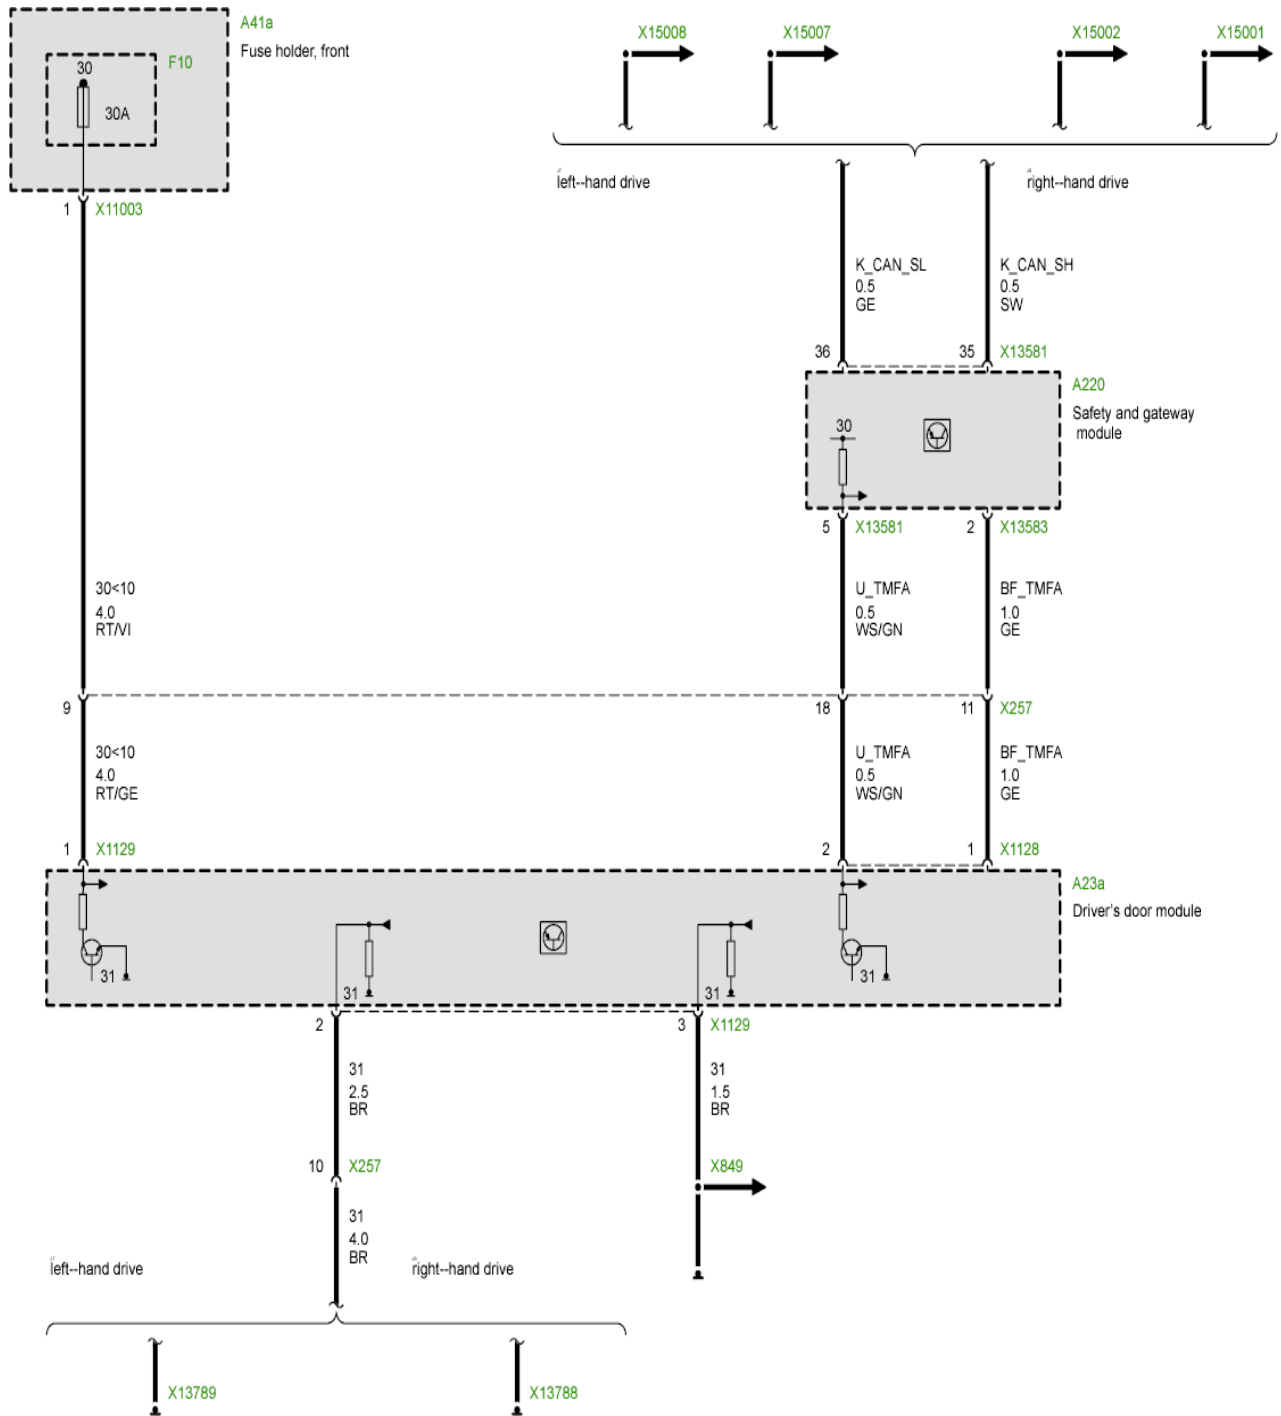 A41a
Fuse holder, front
F10
30
30A
1 X11003
X15008
X15007
X15002
X15001
left--hand drive
right--hand drive
K_CAN_SL
0.5
GE
K_CAN_SH
0.5
SW
36
35 X13581
A220
Safety and gateway
module
30
5 X13581
2 X13583
30<10
4.0
RT/VI
U_TMFA
0.5
WS/GN
BF_TMFA
1.0
GE
9
18
11 X257
30<10
4.0
RT/GE
U_TMFA
0.5
WS/GN
BF_TMFA
1.0
GE
1 X1129
2
1 X1128
A23a
Driver's door module
31
31
31
31
2
3 X1129
31
2.5
BR
31
1.5
BR
10 X257
X849
31
4.0
BR
left--hand drive
right--hand drive
X13789
X13788